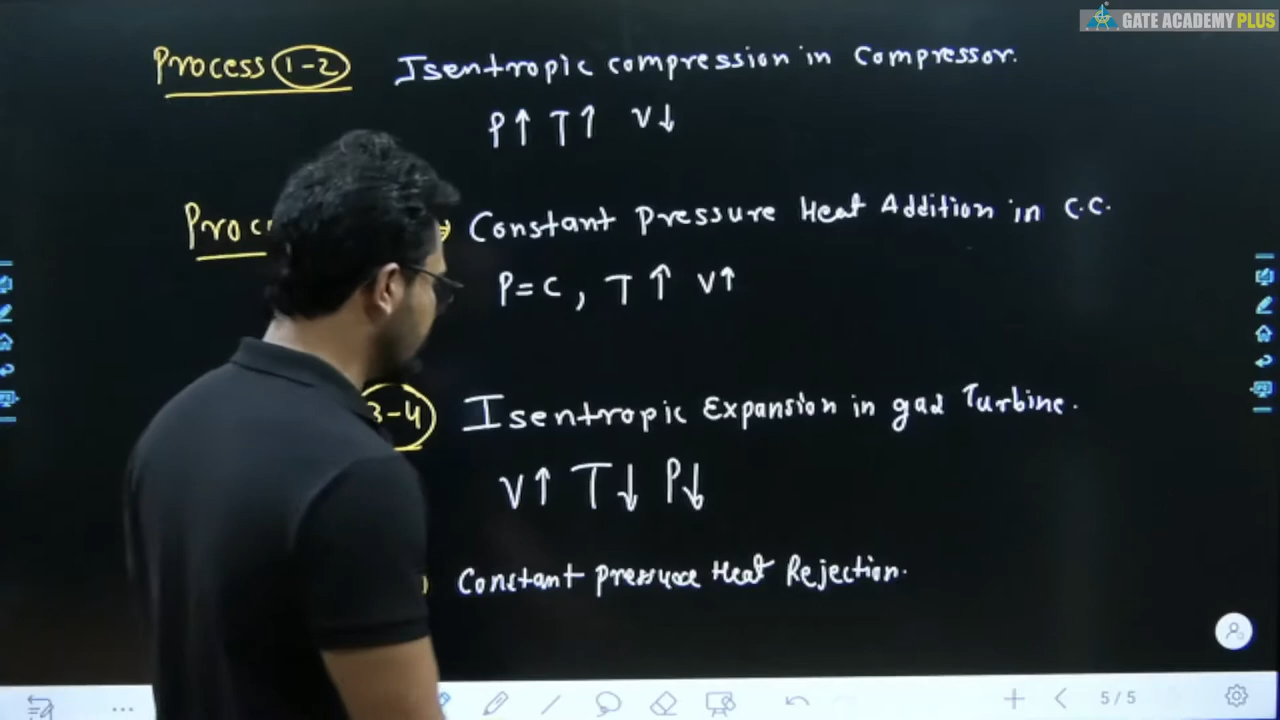 GATE ACADEMY PLUS
Process 1-2 Isentropic compression in compressor.
P↑ T↑ V↓
Constant pressure Heat Addition in C.C.
P=C, T↑ V↑
3-4 Isentropic Expansion in gas Turbine.
V↑ T↓ P↓
Constant pressure Heat Rejection.
5/5